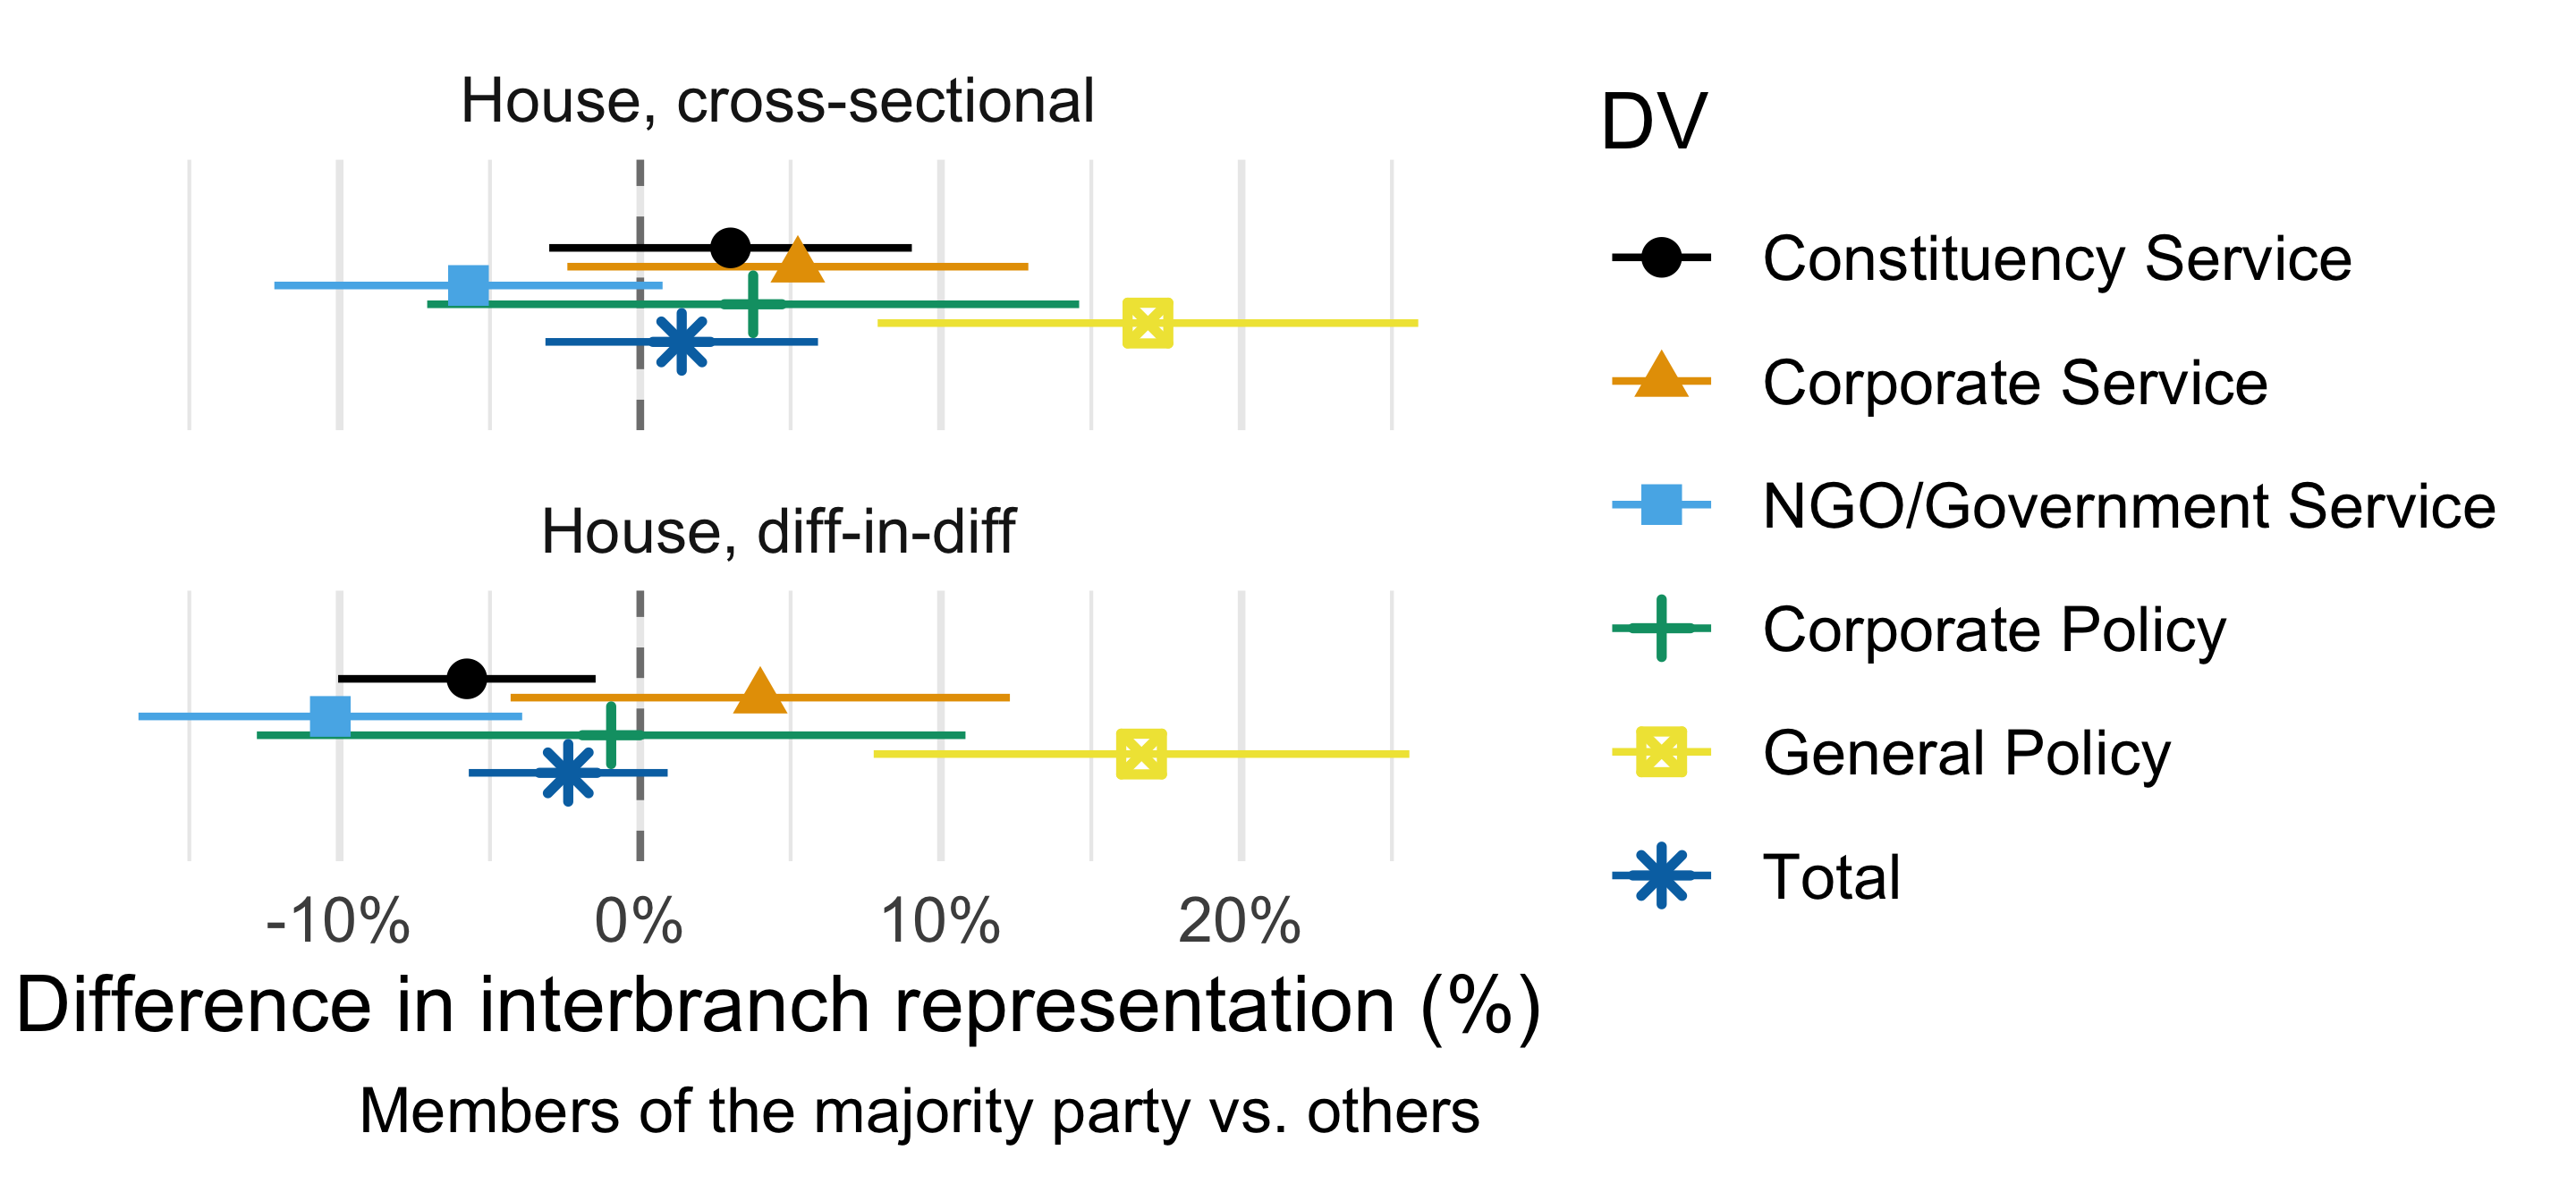 House, cross-sectional
House, diff-in-diff
-10% 0% 10% 20%
Difference in interbranch representation (%)
Members of the majority party vs. others
DV
Constituency Service
Corporate Service
NGO/Government Service
Corporate Policy
General Policy
Total